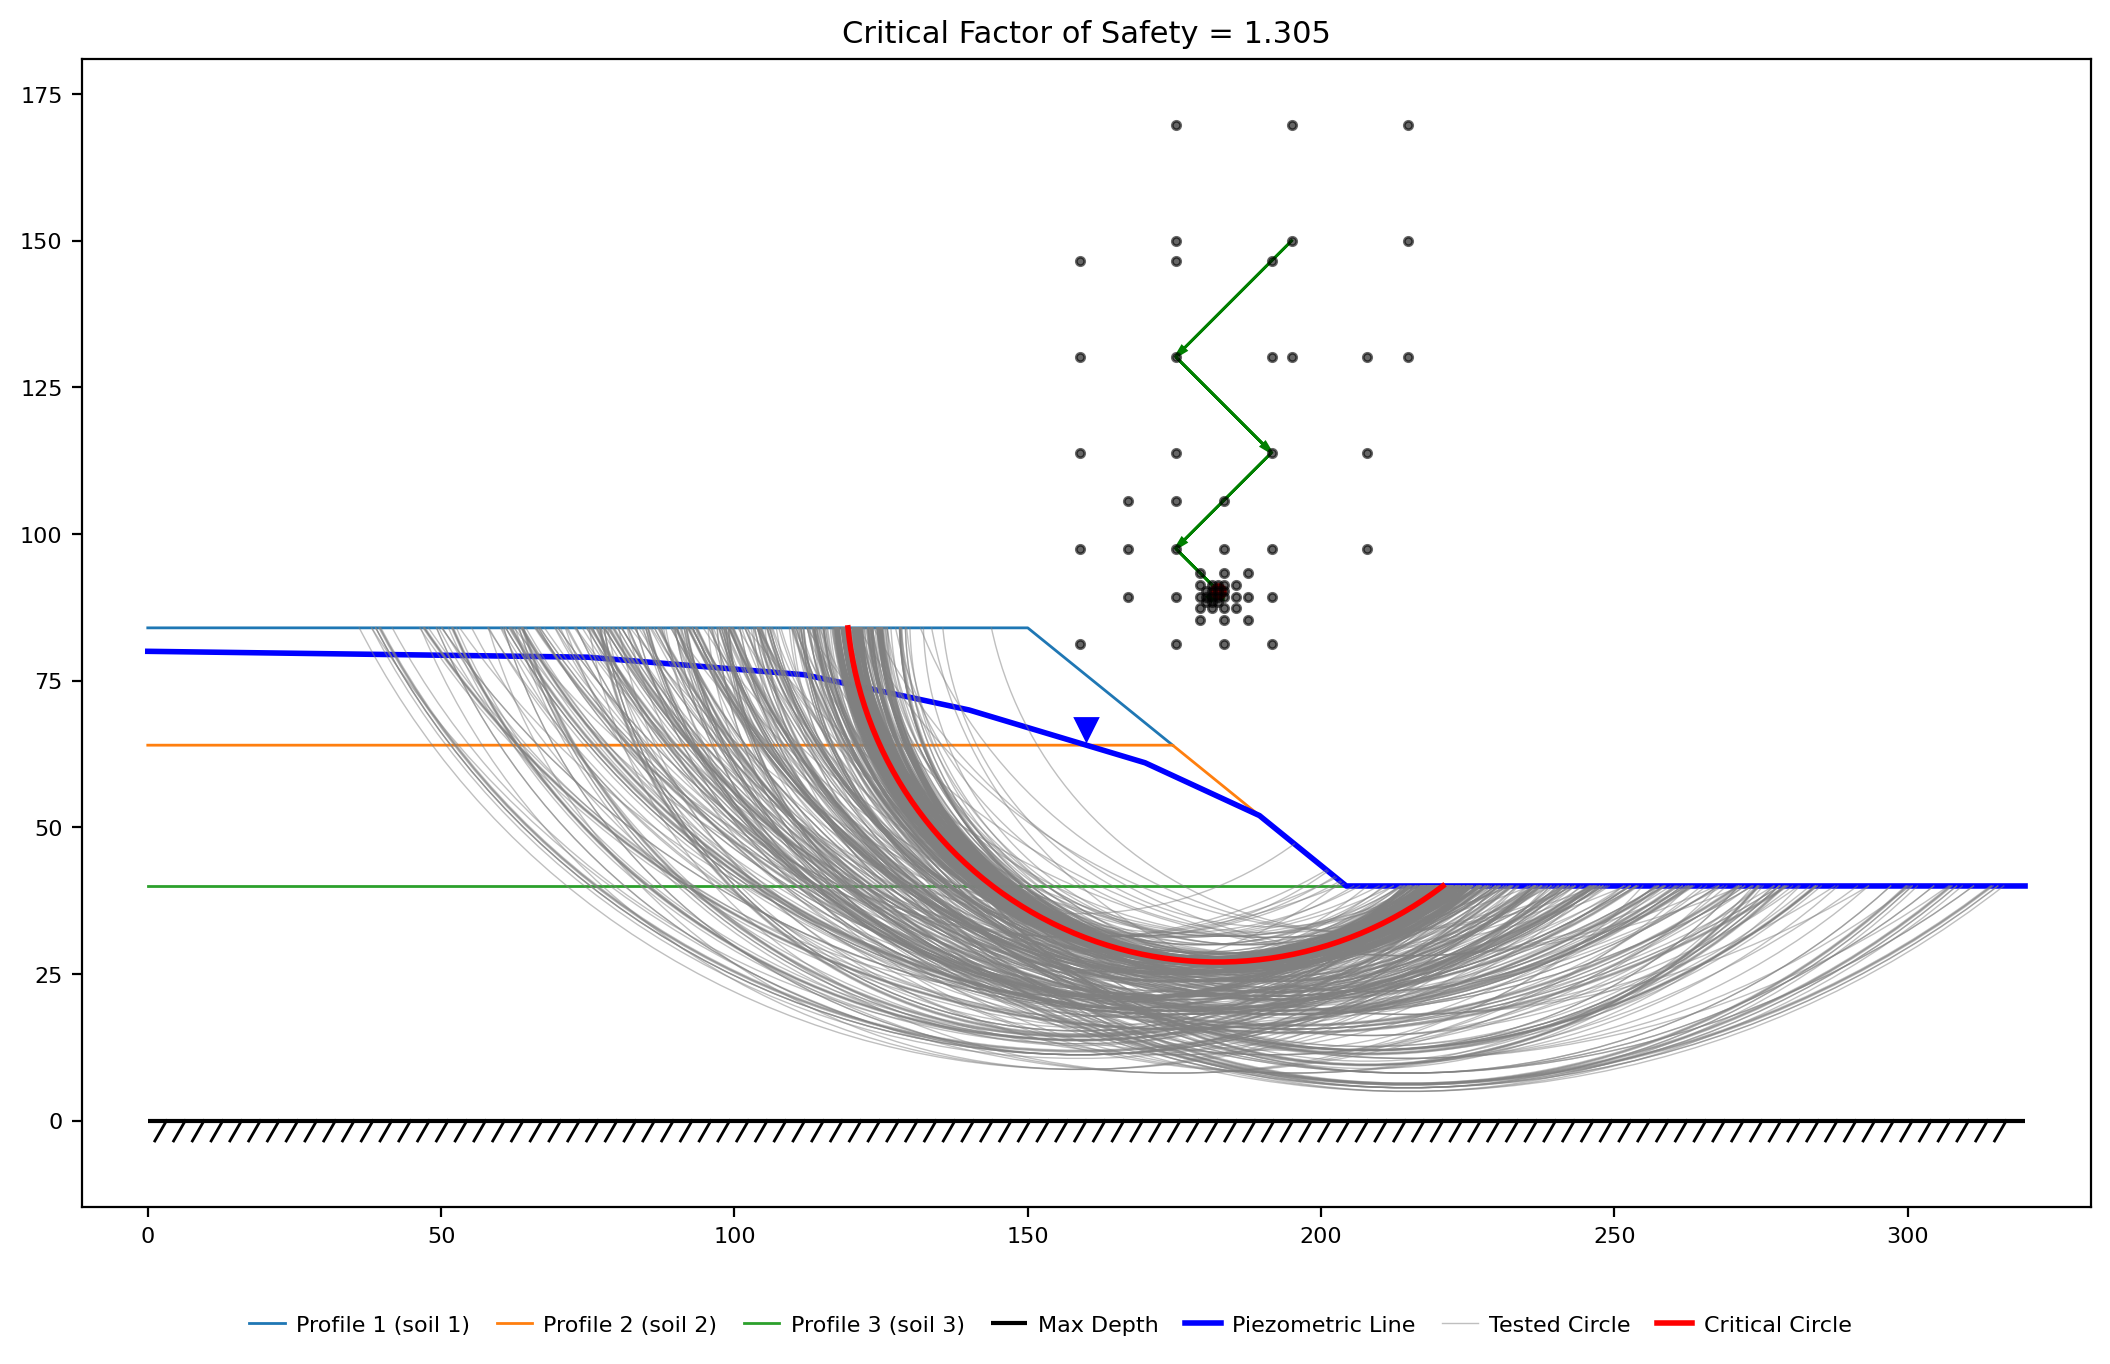 Critical Factor of Safety = 1.305
175
150
125
100
75
50
25
0
0 50 100 150 200 250 300
Profile 1 (soil 1) Profile 2 (soil 2) Profile 3 (soil 3) Max Depth Piezometric Line Tested Circle Critical Circle